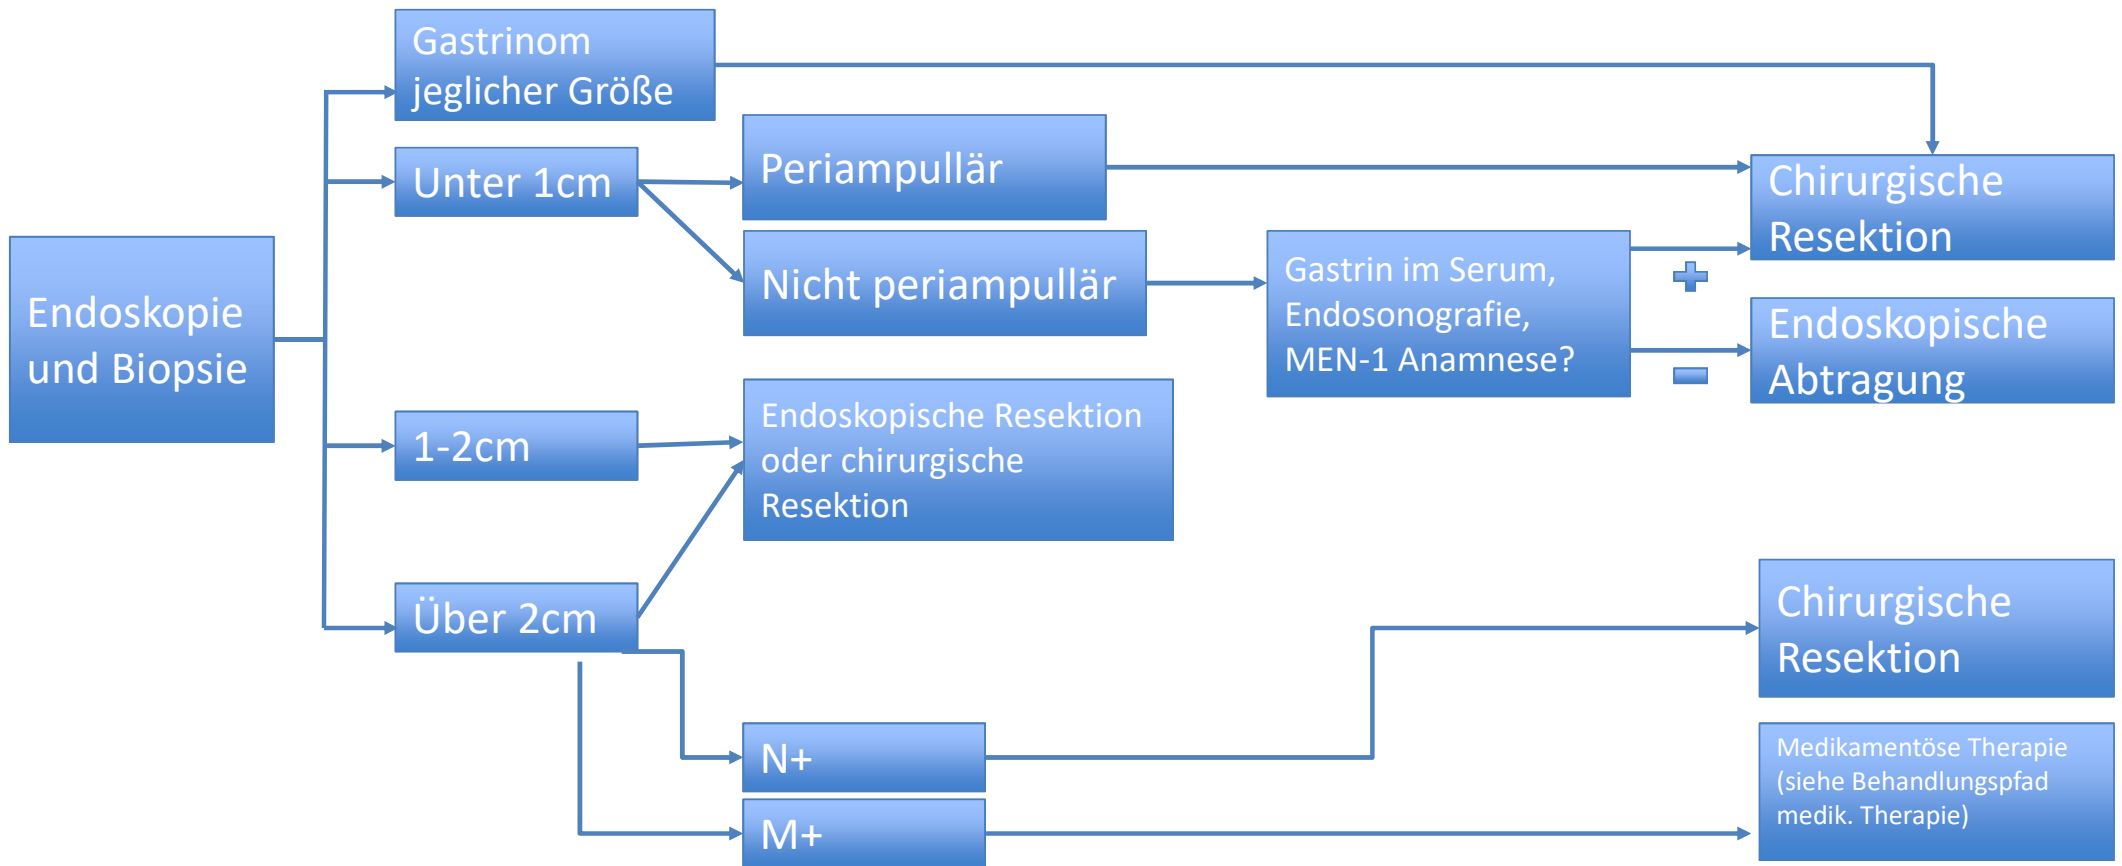 Gastrinom
jeglicher Größe
Unter 1cm
Periampullär
Nicht periampullär
Gastrin im Serum,
Endosonografie,
MEN-1 Anamnese?
Chirurgische
Resektion
Endoskopische
Abtragung
Endoskopie
und Biopsie
1-2cm
Endoskopische Resektion
oder chirurgische
Resektion
Über 2cm
Chirurgische
Resektion
N+
M+
Medikamentöse Therapie
(siehe Behandlungspfad
medik. Therapie)